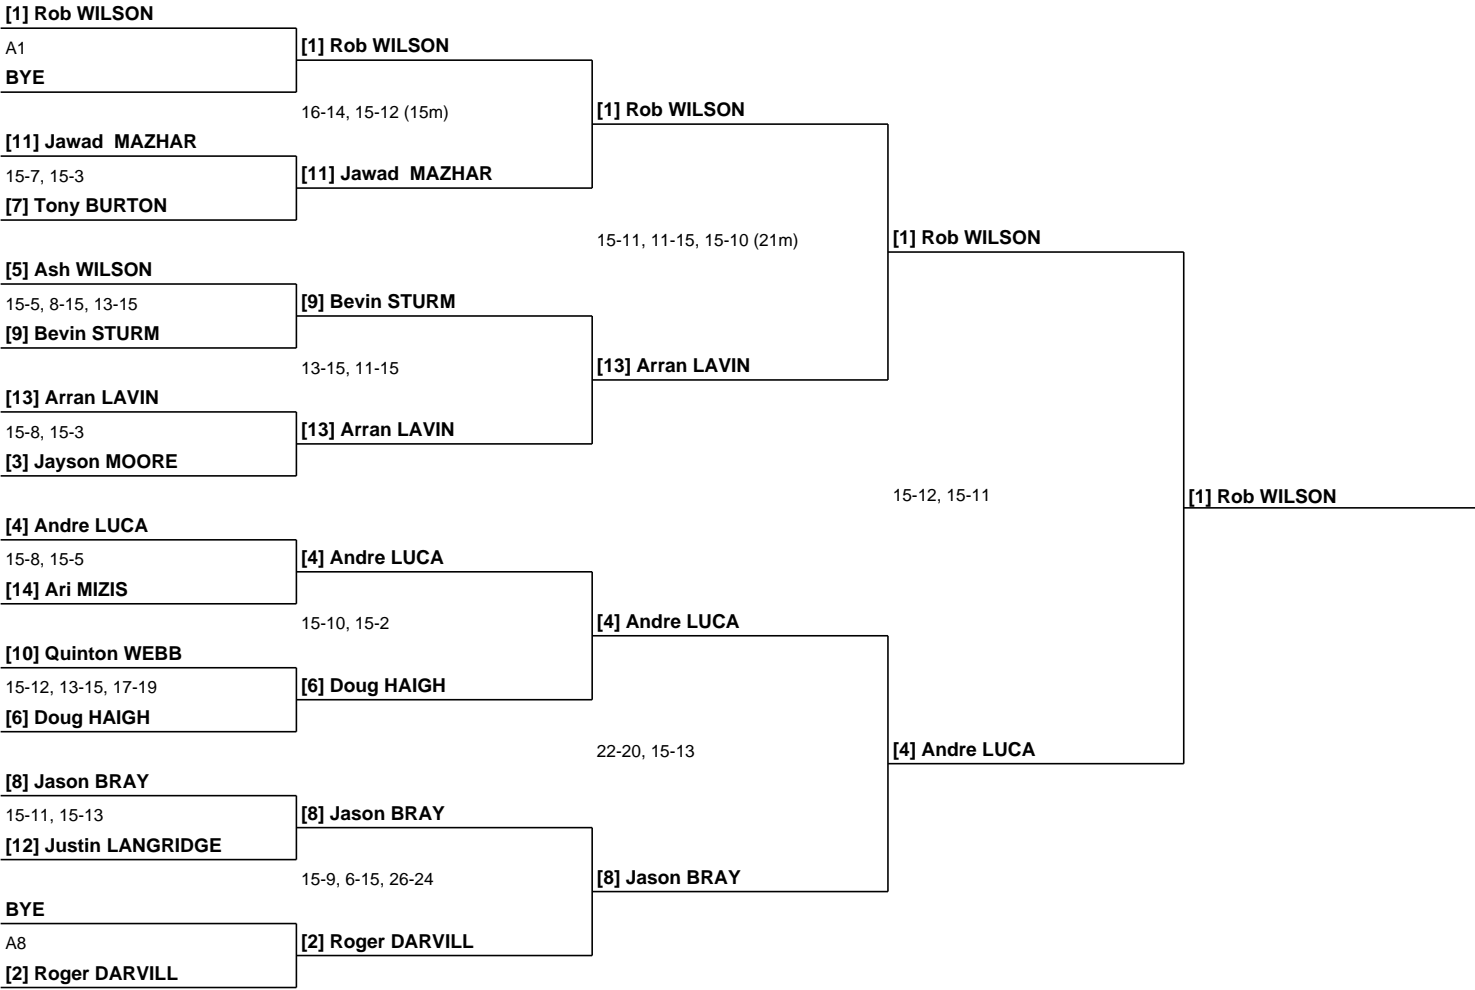 [1] Rob WILSON
A1
BYE
[1] Rob WILSON
16-14, 15-12 (15m)
[1] Rob WILSON
[11] Jawad  MAZHAR
15-7, 15-3
[7] Tony BURTON
[11] Jawad  MAZHAR
15-11, 11-15, 15-10 (21m)
[1] Rob WILSON
[5] Ash WILSON
15-5, 8-15, 13-15
[9] Bevin STURM
[9] Bevin STURM
13-15, 11-15
[13] Arran LAVIN
[13] Arran LAVIN
15-8, 15-3
[3] Jayson MOORE
[13] Arran LAVIN
15-12, 15-11
[1] Rob WILSON
[4] Andre LUCA
15-8, 15-5
[14] Ari MIZIS
[4] Andre LUCA
15-10, 15-2
[4] Andre LUCA
[10] Quinton WEBB
15-12, 13-15, 17-19
[6] Doug HAIGH
[6] Doug HAIGH
22-20, 15-13
[4] Andre LUCA
[8] Jason BRAY
15-11, 15-13
[12] Justin LANGRIDGE
[8] Jason BRAY
15-9, 6-15, 26-24
[8] Jason BRAY
BYE
A8
[2] Roger DARVILL
[2] Roger DARVILL